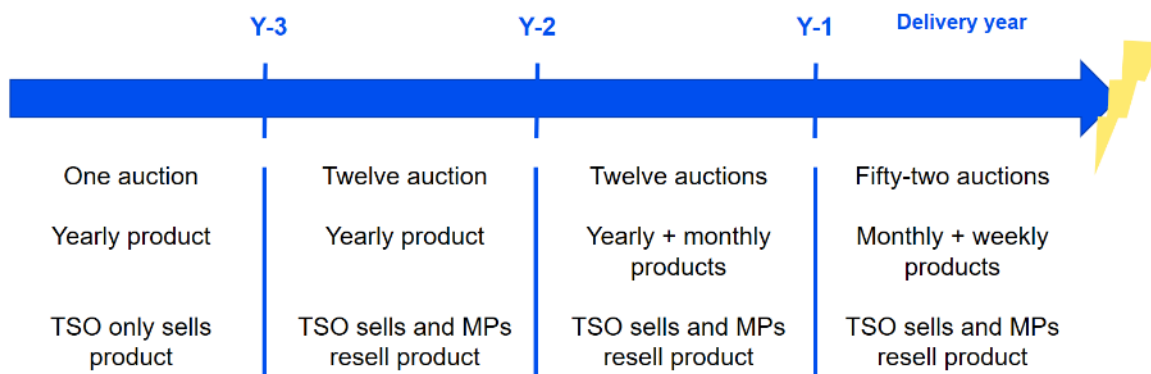 Y-3 Y-2 Y-1 Delivery year
One auction Twelve auction Twelve auctions Fifty-two auctions
Yearly product Yearly product Yearly + monthly Monthly + weekly
products products
TSO only sells TSO sells and MPs TSO sells and MPs TSO sells and MPs
product resell product resell product resell product